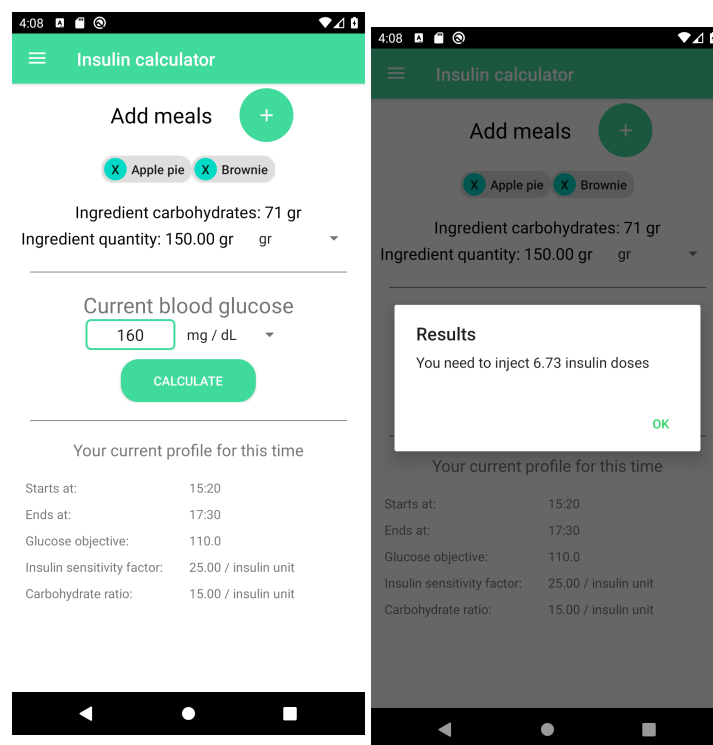 4:08
Insulin calculator
Add meals +
X Apple pie X Brownie
Ingredient carbohydrates: 71 gr
Ingredient quantity: 150.00 gr gr
Current blood glucose
160 mg / dL
CALCULATE
Your current profile for this time
Starts at: 15:20
Ends at: 17:30
Glucose objective: 110.0
Insulin sensitivity factor: 25.00 / insulin unit
Carbohydrate ratio: 15.00 / insulin unit
4:08
Insulin calculator
Add meals +
X Apple pie X Brownie
Ingredient carbohydrates: 71 gr
Ingredient quantity: 150.00 gr gr
Results
You need to inject 6.73 insulin doses
OK
Your current profile for this time
Starts at: 15:20
Ends at: 17:30
Glucose objective: 110.0
Insulin sensitivity factor: 25.00 / insulin unit
Carbohydrate ratio: 15.00 / insulin unit